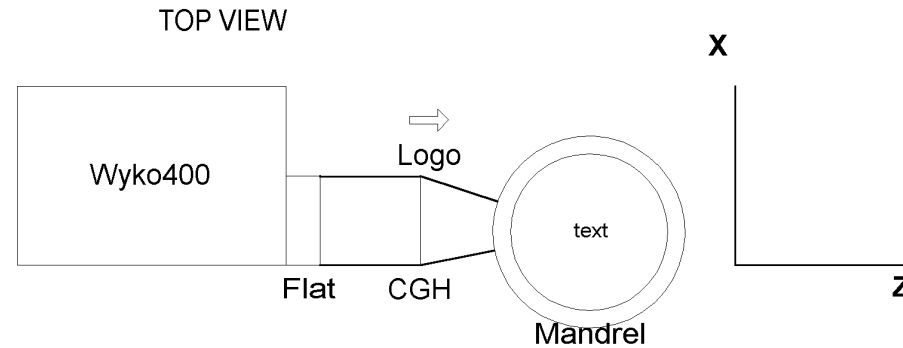 TOP VIEW
X
Logo
Wyko400
text
Flat
CGH
Z
Mandrel